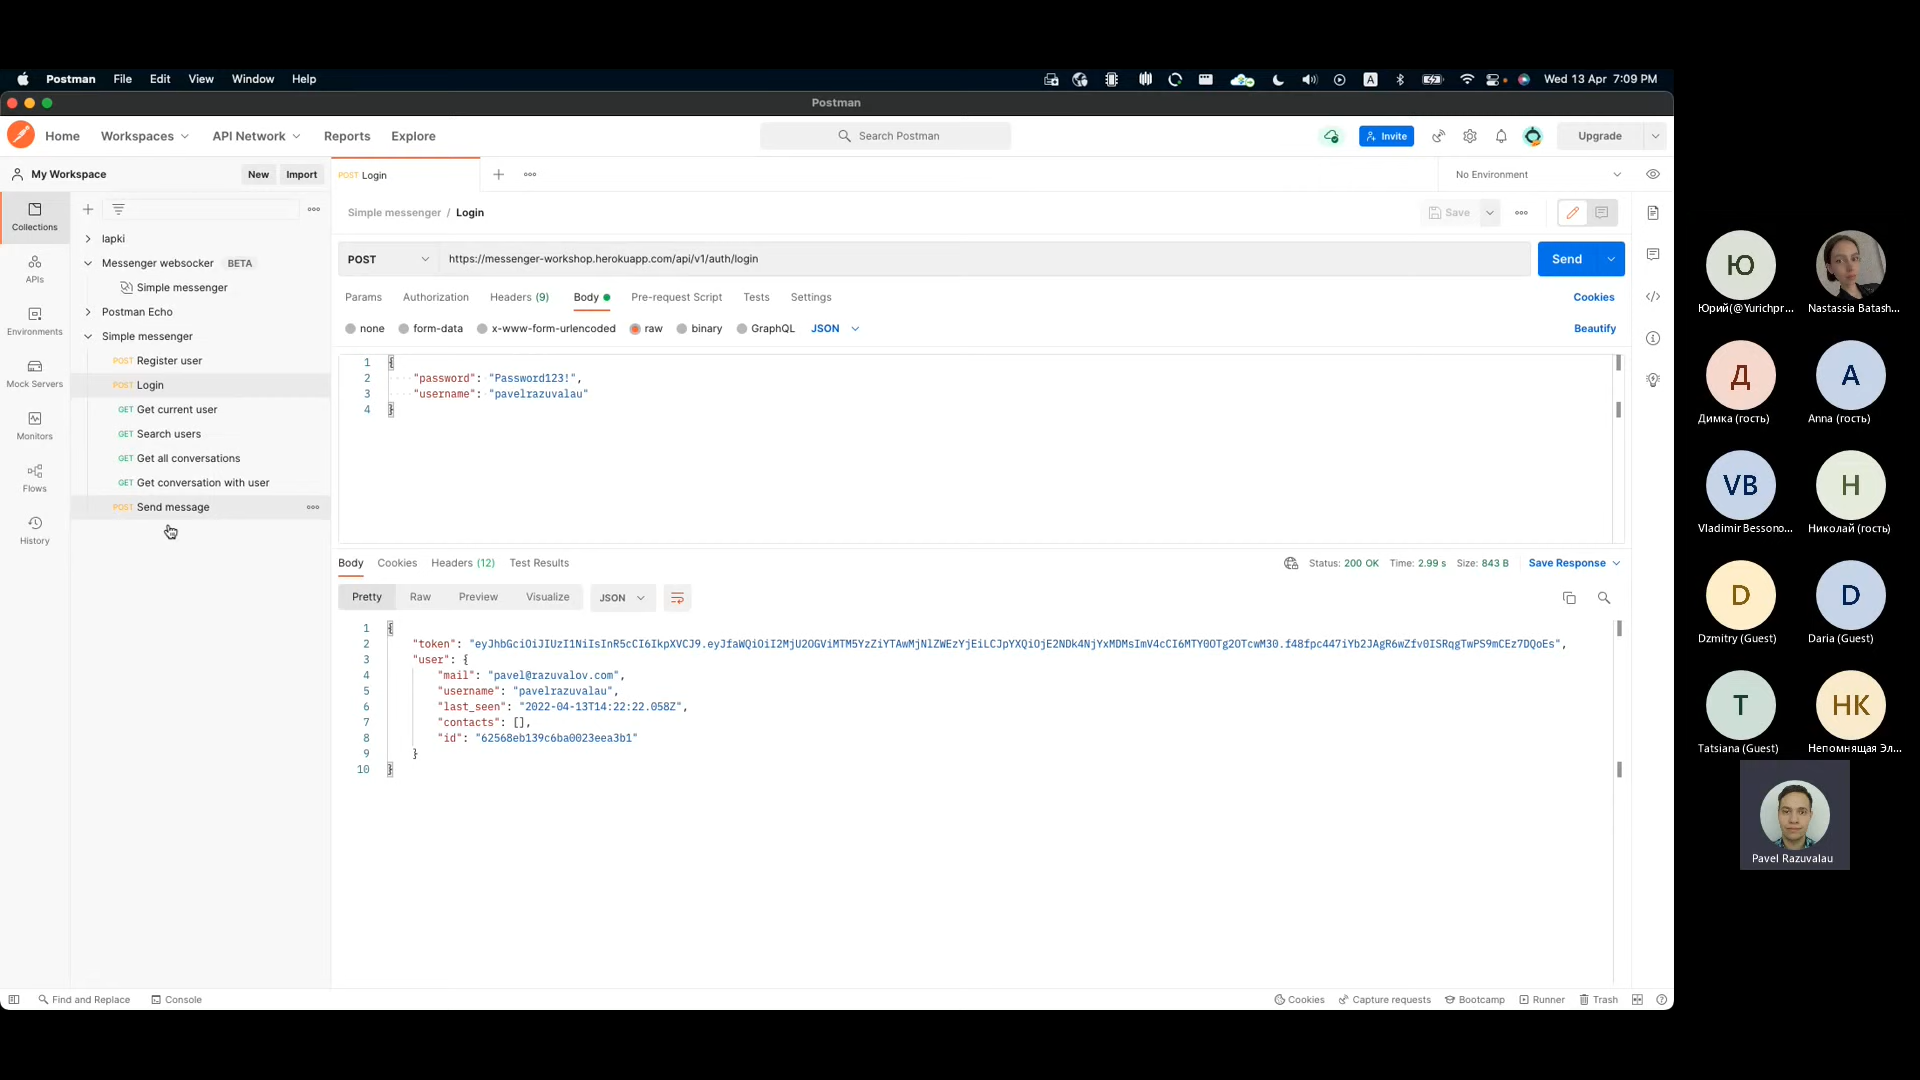 Postman File Edit View Window Help
A
Wed 13 Apr 7:09 PM
Postman
Home Workspaces API Network Reports Explore
Search Postman
Invite
Upgrade
My Workspace
New Import
POST Login
No Environment
Collections
APIs
Environments
Mock Servers
Monitors
Flows
History
lapki
Messenger websocker BETA
Simple messenger
Postman Echo
Simple messenger
POST Register user
POST Login
GET Get current user
GET Search users
GET Get all conversations
GET Get conversation with user
POST Send message
Simple messenger / Login
Save
POST
https://messenger-workshop.herokuapp.com/api/v1/auth/login
Send
Params Authorization Headers (9) Body Pre-request Script Tests Settings
Cookies
none form-data x-www-form-urlencoded raw binary GraphQL JSON
Beautify
1 {
2 "password": "Password123!",
3 "username": "pavelrazuvalau"
4 }
Body Cookies Headers (12) Test Results
Status: 200 OK Time: 2.99 s Size: 843 B Save Response
Pretty Raw Preview Visualize JSON
1 {
2 "token": "eyJhbGciOiJIUzI1NiIsInR5cCI6IkpXVCJ9.eyJfaWQiOiI2MjU2OGViMTM5YzZiYTAwMjNlZWEzYjEiLCJpYXQiOjE2NDk4NjYxMDMsImV4cCI6MTY0OTg2OTcwM30.f48fpc447iYb2JAgR6wZfv0ISRqgTwPS9mCEz7DQoEs",
3 "user": {
4 "mail": "pavel@razuvalov.com",
5 "username": "pavelrazuvalau",
6 "last_seen": "2022-04-13T14:22:22.058Z",
7 "contacts": [],
8 "id": "62568eb139c6ba0023eea3b1"
9 }
10 }
Find and Replace Console
Cookies Capture requests Bootcamp Runner Trash
Ю
Юрий(@Yurichpr...
Nastassia Batash...
Д
Димка (гость)
A
Anna (гость)
VB
Vladimir Bessono...
Н
Николай (гость)
D
Dzmitry (Guest)
D
Daria (Guest)
T
Tatsiana (Guest)
НК
Непомнящая Эл...
Pavel Razuvalau